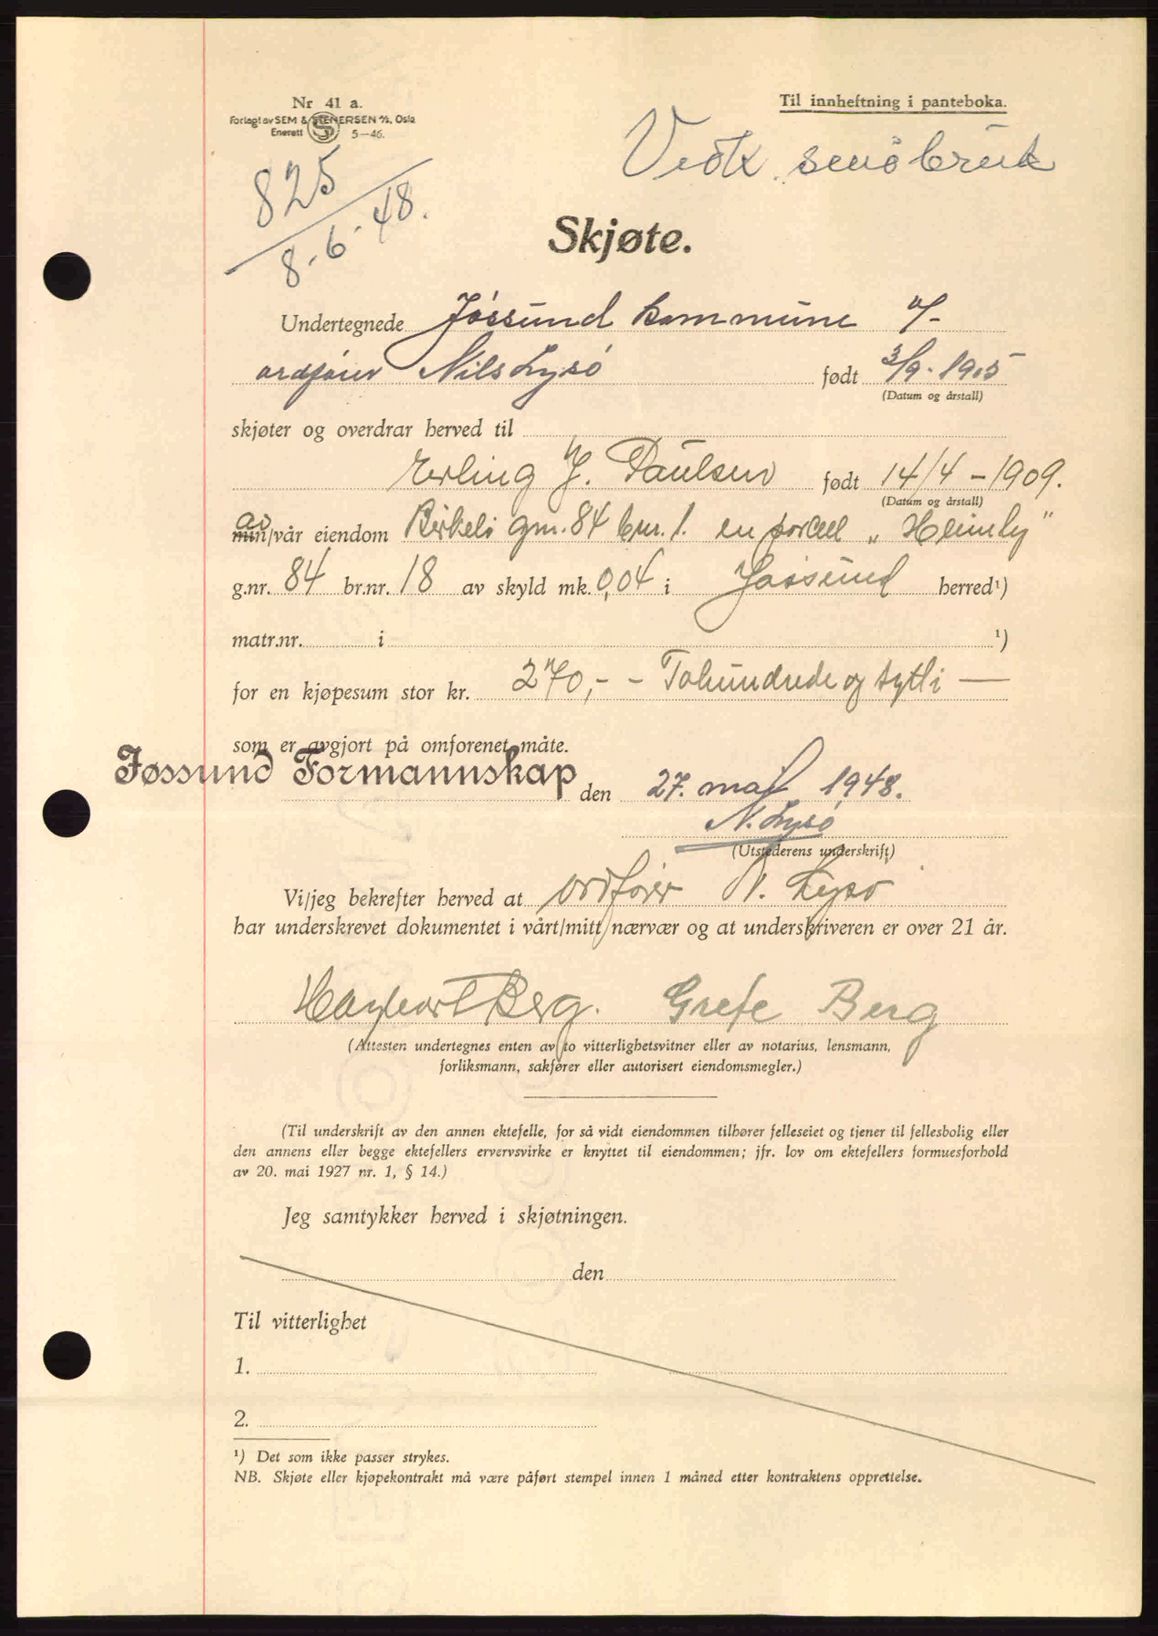 Nr 41 a.
Forlagt av SEM & STENERSEN A/S, Oslo
Enerett 5—46.
Til innheftning i panteboka.
Vedtx. småbruk
825
8-6-48.
Skjøte.
Undertegnede Jøssund kommune v/-
ordfører Nils Lysø født 3/9-1905
(Datum og årstall)
skjøter og overdrar herved til
Erling J. Paulsen født 14/4-1909.
(Datum og årstall)
av
min/vår eiendom Birkeli gnr. 84 bnr. 1. en parcell „Heimly"
g.nr. 84 br.nr. 18 av skyld mk. 0,04 i Jøssund herred¹)
matr.nr. i ¹)
for en kjøpesum stor kr. 270,- - Tohundrede og sytti —
som er avgjort på omforenet måte.
Jøssund Formannskap den 27. mai 1948.
N. Lysø
(Utstederens underskrift)
Vi/jeg bekrefter herved at ordfører N. Lysø
har underskrevet dokumentet i vårt/mitt nærvær og at underskriveren er over 21 år.
Hagbart Berg. Grete Berg
(Attesten undertegnes enten av to vitterlighetsvitner eller av notarius, lensmann,
forliksmann, sakfører eller autorisert eiendomsmegler.)
(Til underskrift av den annen ektefelle, for så vidt eiendommen tilhører felleseiet og tjener til fellesbolig eller
den annens eller begge ektefellers ervervsvirke er knyttet til eiendommen; jfr. lov om ektefellers formuesforhold
av 20. mai 1927 nr. 1, § 14.)
Jeg samtykker herved i skjøtningen.
den
Til vitterlighet
1.
2.
¹) Det som ikke passer strykes.
NB. Skjøte eller kjøpekontrakt må være påført stempel innen 1 måned etter kontraktens opprettelse.